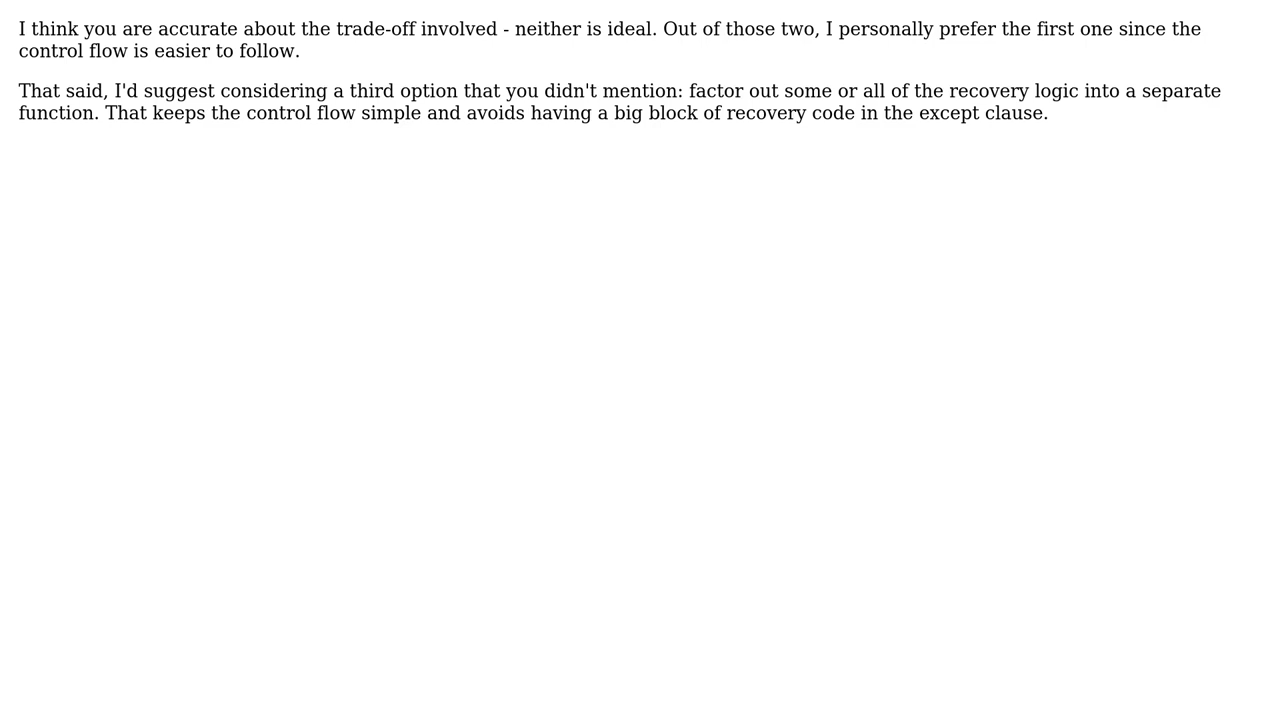 I think you are accurate about the trade-off involved - neither is ideal. Out of those two, I personally prefer the first one since the
control flow is easier to follow.
That said, I'd suggest considering a third option that you didn't mention: factor out some or all of the recovery logic into a separate
function. That keeps the control flow simple and avoids having a big block of recovery code in the except clause.